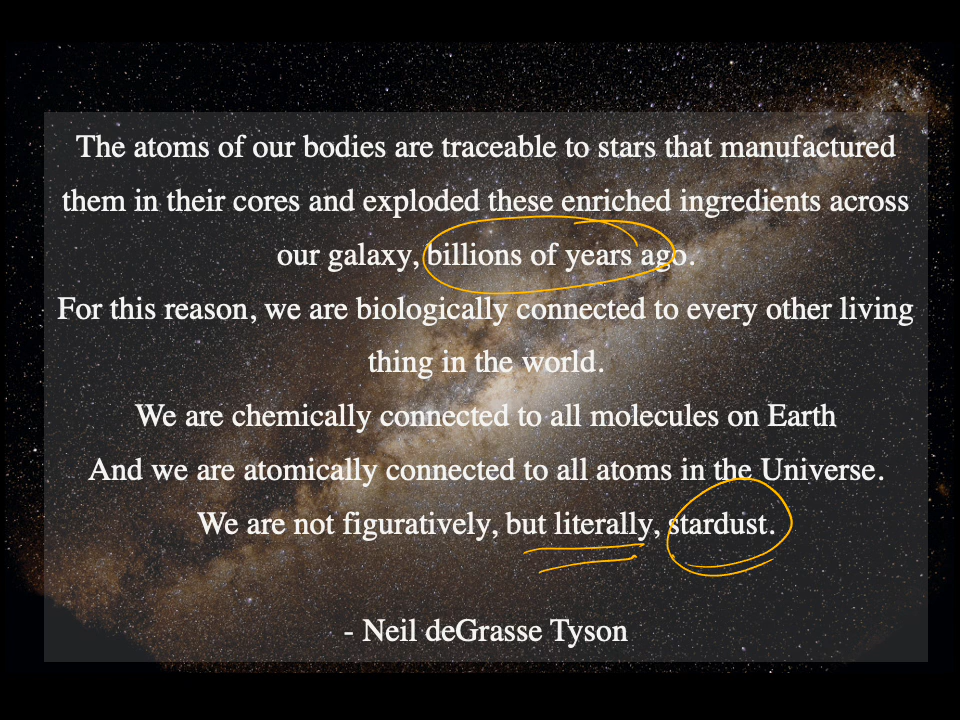 The atoms of our bodies are traceable to stars that manufactured
them in their cores and exploded these enriched ingredients across
our galaxy, billions of years ago.
For this reason, we are biologically connected to every other living
thing in the world.
We are chemically connected to all molecules on Earth
And we are atomically connected to all atoms in the Universe.
We are not figuratively, but literally, stardust.
- Neil deGrasse Tyson